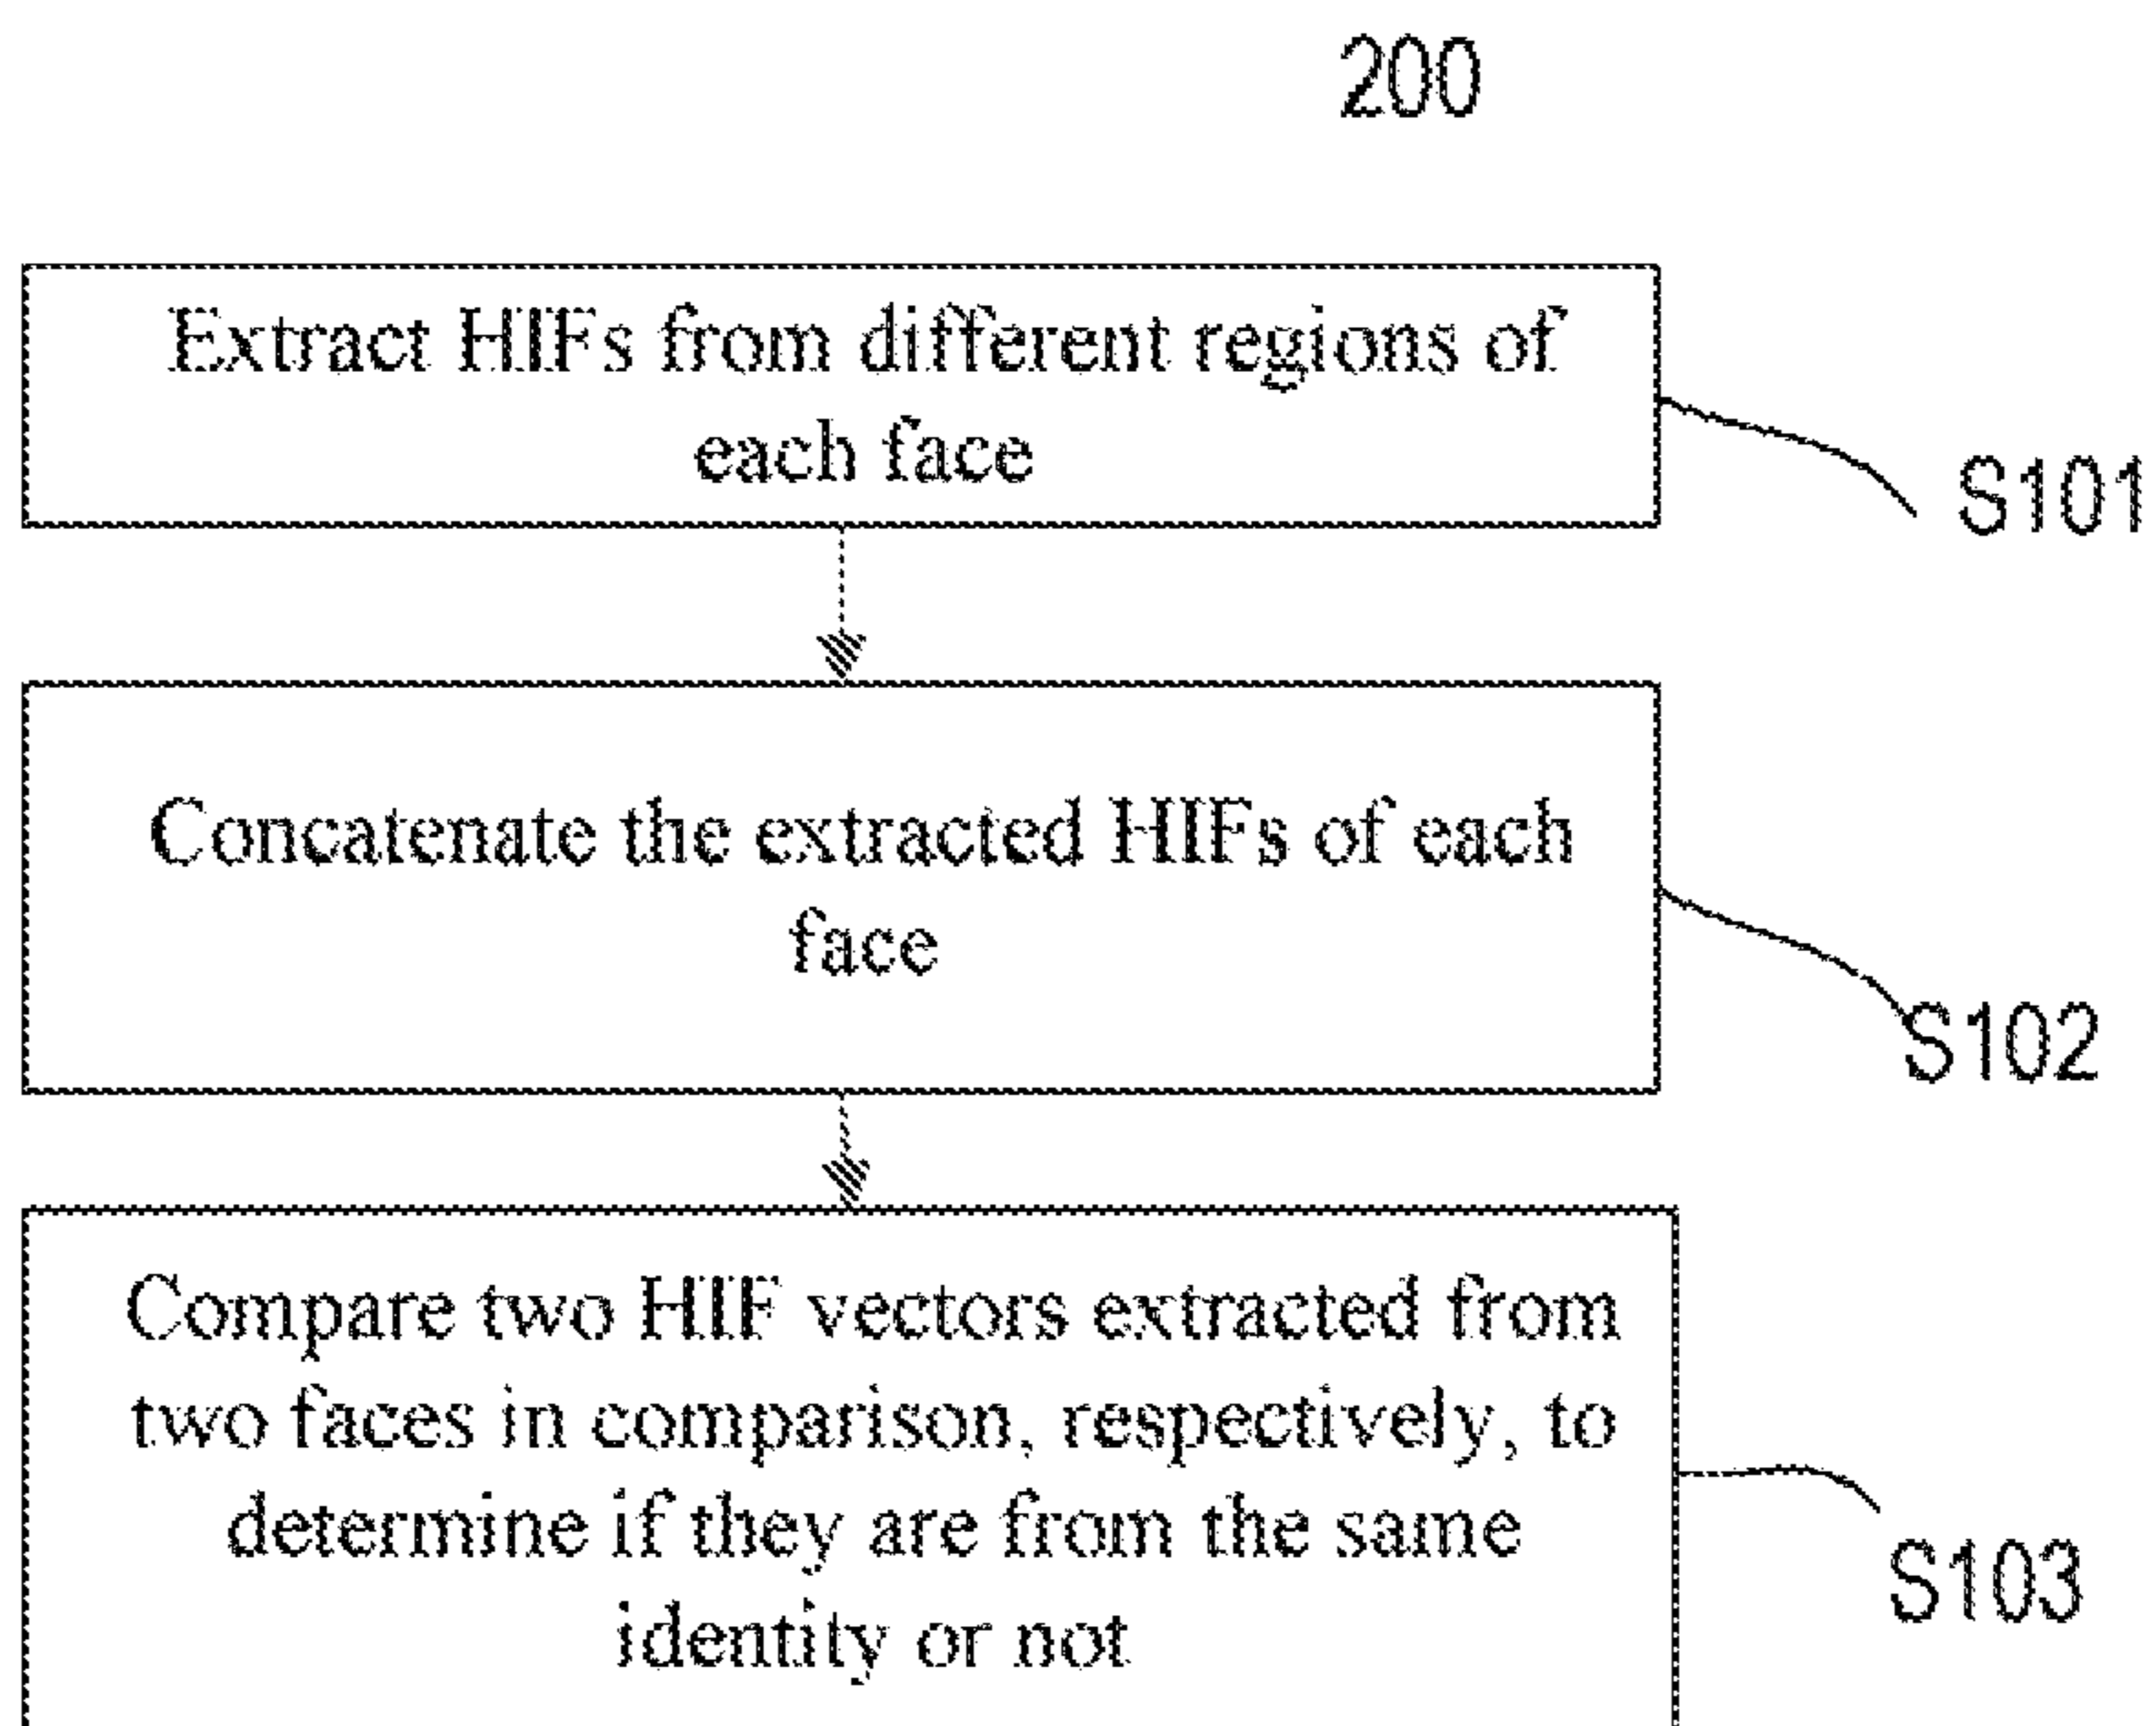 200
Extract HIFs from different regions of
each face
S101
Concatenate the extracted HIFs of each
face
S102
Compare two HIF vectors extracted from
two faces in comparison, respectively, to
determine if they are from the same
identity or not
S103